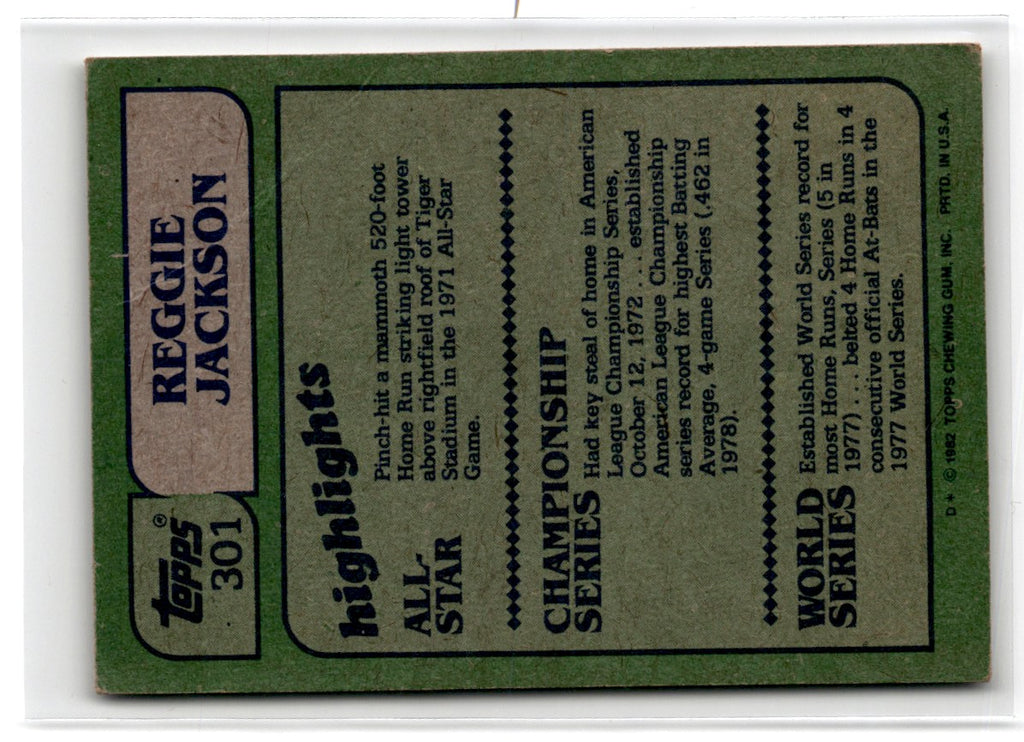 topps®
301
REGGIE
JACKSON
highlights
ALL-
STAR
Pinch-hit a mammoth 520-foot
Home Run striking light tower
above rightfield roof of Tiger
Stadium in the 1971 All-Star
Game.
CHAMPIONSHIP
SERIES
Had key steal of home in American
League Championship Series,
October 12, 1972 . . . established
American League Championship
series record for highest Batting
Average, 4-game Series (.462 in
1978).
WORLD
SERIES
Established World Series record for
most Home Runs, Series (5 in
1977) . . . belted 4 Home Runs in 4
consecutive official At-Bats in the
1977 World Series.
D* © 1982 TOPPS CHEWING GUM, INC. PRTD. IN U.S.A.